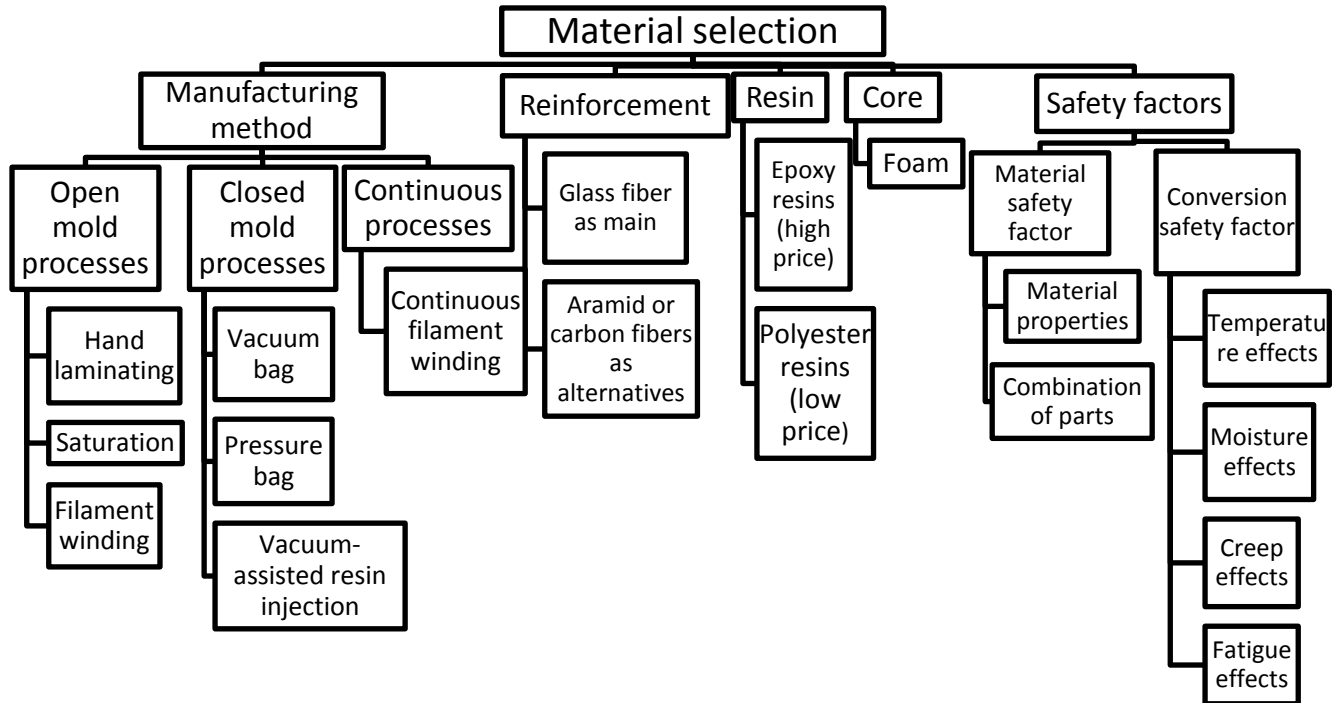 Material selection
Manufacturing
method
Reinforcement
Resin
Core
Safety factors
Open
mold
processes
Closed
mold
processes
Continuous
processes
Glass fiber
as main
Epoxy
resins
(high
price)
Foam
Material
safety
factor
Conversion
safety factor
Hand
laminating
Saturation
Filament
winding
Vacuum
bag
Pressure
bag
Vacuum-
assisted resin
injection
Continuous
filament
winding
Aramid or
carbon fibers
as
alternatives
Polyester
resins
(low
price)
Material
properties
Combination
of parts
Temperatu
re effects
Moisture
effects
Creep
effects
Fatigue
effects